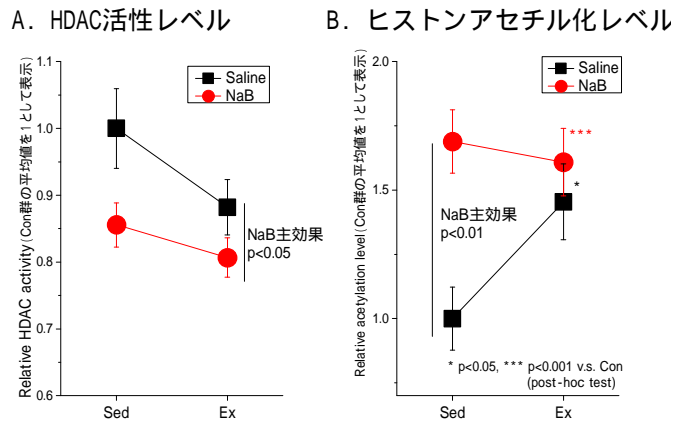 A. HDAC活性レベル
Relative HDAC activity(Con群の平均値を1として表示)
1.1
1.0
0.9
0.8
0.7
0.6
Saline
NaB
NaB主効果
p<0.05
Sed
Ex
B. ヒストンアセチル化レベル
Relative acetylation level(Con群の平均値を1として表示)
2.0
1.5
1.0
Saline
NaB
***
*
NaB主効果
p<0.01
* p<0.05, *** p<0.001 v.s. Con
(post-hoc test)
Sed
Ex